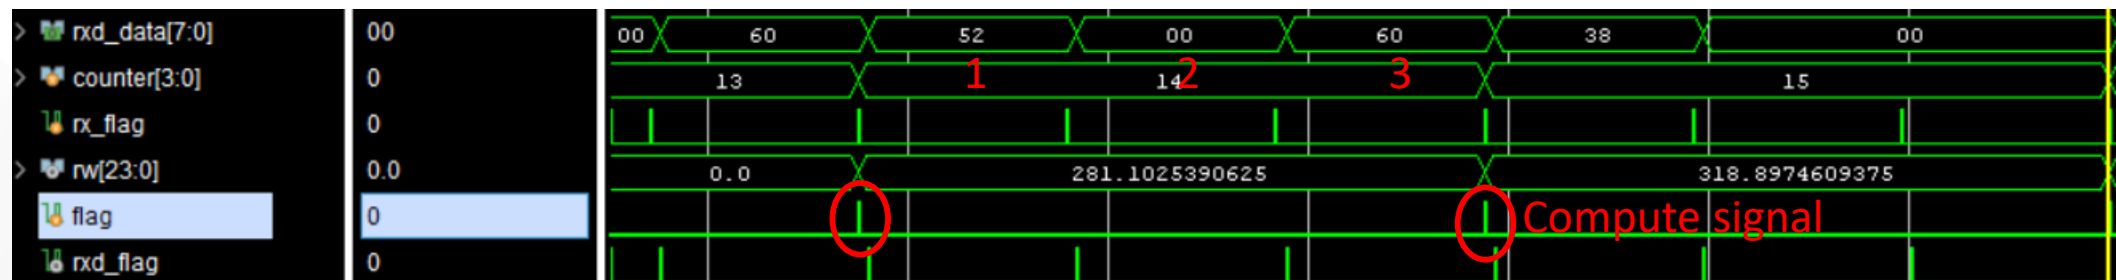 rxd_data[7:0] 00 00 60 52 00 60 38 00
counter[3:0] 0 13 1 14 2 3 15
rx_flag 0
rw[23:0] 0.0 0.0 281.1025390625 318.8974609375
flag 0 Compute signal
rxd_flag 0